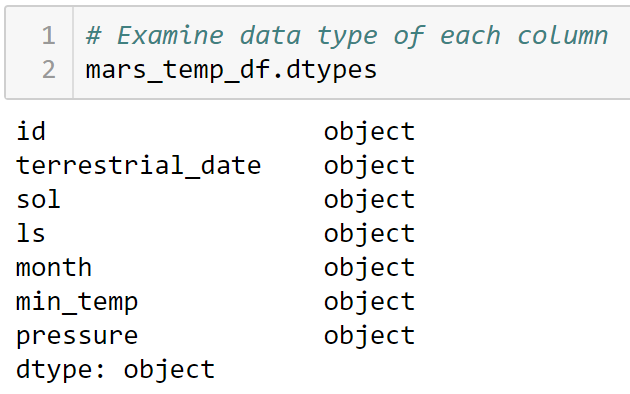 1 # Examine data type of each column
2 mars_temp_df.dtypes
id object
terrestrial_date object
sol object
ls object
month object
min_temp object
pressure object
dtype: object